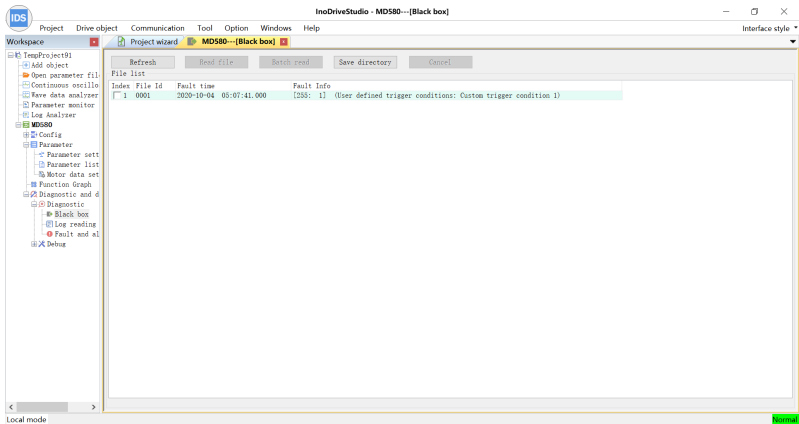 InoDriveStudio - MD580---[Black box]
IDS
Project Drive object Communication Tool Option Windows Help Interface style
Workspace
Project wizard MD580---[Black box]
TempProject91
Add object
Open parameter fil
Continuous oscillo
Wave data analyzer
Parameter monitor
Log Analyzer
MD580
Config
Parameter
Parameter sett
Parameter list
Motor data set
Function Graph
Diagnostic and d
Diagnostic
Black box
Log reading
Fault and al
Debug
Refresh Read file Batch read Save directory Cancel
File list
Index File Id Fault time Fault Info
1 0001 2020-10-04 05:07:41.000 [255: 1] (User defined trigger conditions: Custom trigger condition 1)
Local mode Normal